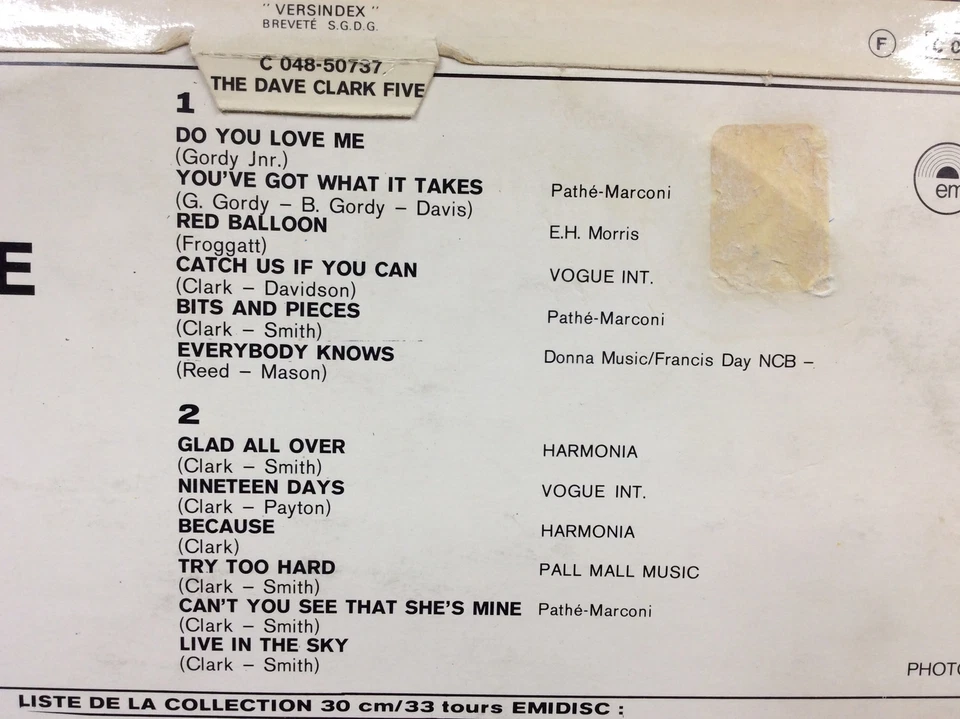 " VERSINDEX "
BREVETÉ S.G.D.G.
F
C 048-50737
THE DAVE CLARK FIVE
1
DO YOU LOVE ME
(Gordy Jnr.)
YOU'VE GOT WHAT IT TAKES Pathé-Marconi
(G. Gordy – B. Gordy – Davis)
RED BALLOON E.H. Morris
(Froggatt)
CATCH US IF YOU CAN VOGUE INT.
(Clark – Davidson)
BITS AND PIECES Pathé-Marconi
(Clark – Smith)
EVERYBODY KNOWS Donna Music/Francis Day NCB –
(Reed – Mason)
E
em
2
GLAD ALL OVER HARMONIA
(Clark – Smith)
NINETEEN DAYS VOGUE INT.
(Clark – Payton)
BECAUSE HARMONIA
(Clark)
TRY TOO HARD PALL MALL MUSIC
(Clark – Smith)
CAN'T YOU SEE THAT SHE'S MINE Pathé-Marconi
(Clark – Smith)
LIVE IN THE SKY
(Clark – Smith)
PHOTO
LISTE DE LA COLLECTION 30 cm/33 tours EMIDISC :